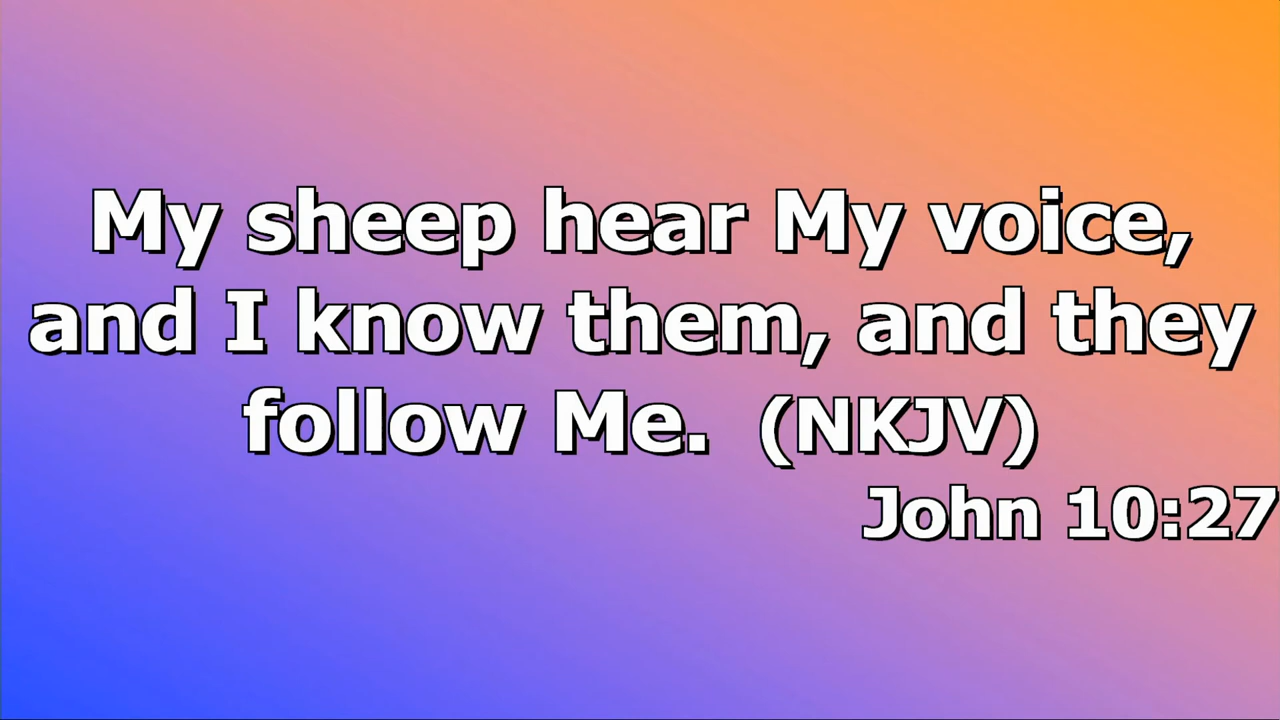 My sheep hear My voice,
and I know them, and they
follow Me.  (NKJV)
John 10:27